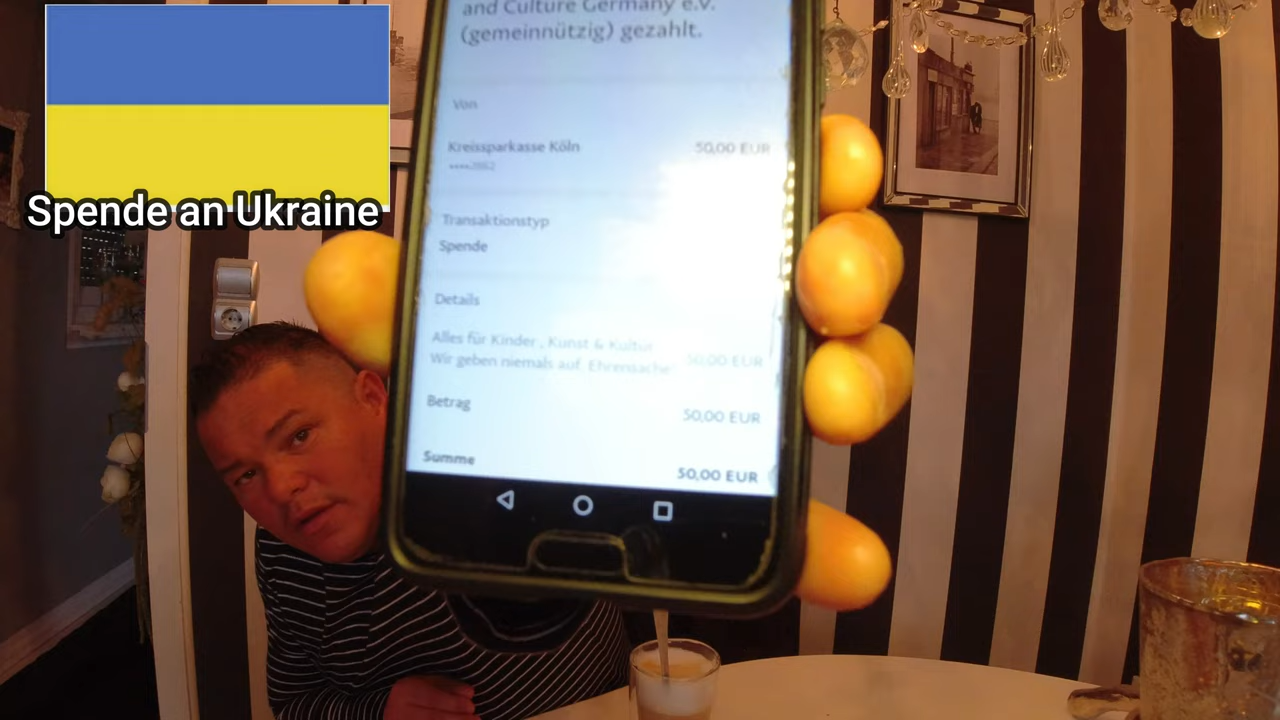 Spende an Ukraine
and Culture Germany e.V.
(gemeinnützig) gezahlt.
Von
Kreissparkasse Köln 50,00 EUR
Transaktionstyp
Spende
Details
Alles für Kinder , Kunst & Kultur
Wir geben niemals auf. Ehrensache 50,00 EUR
Betrag 50,00 EUR
Summe 50,00 EUR